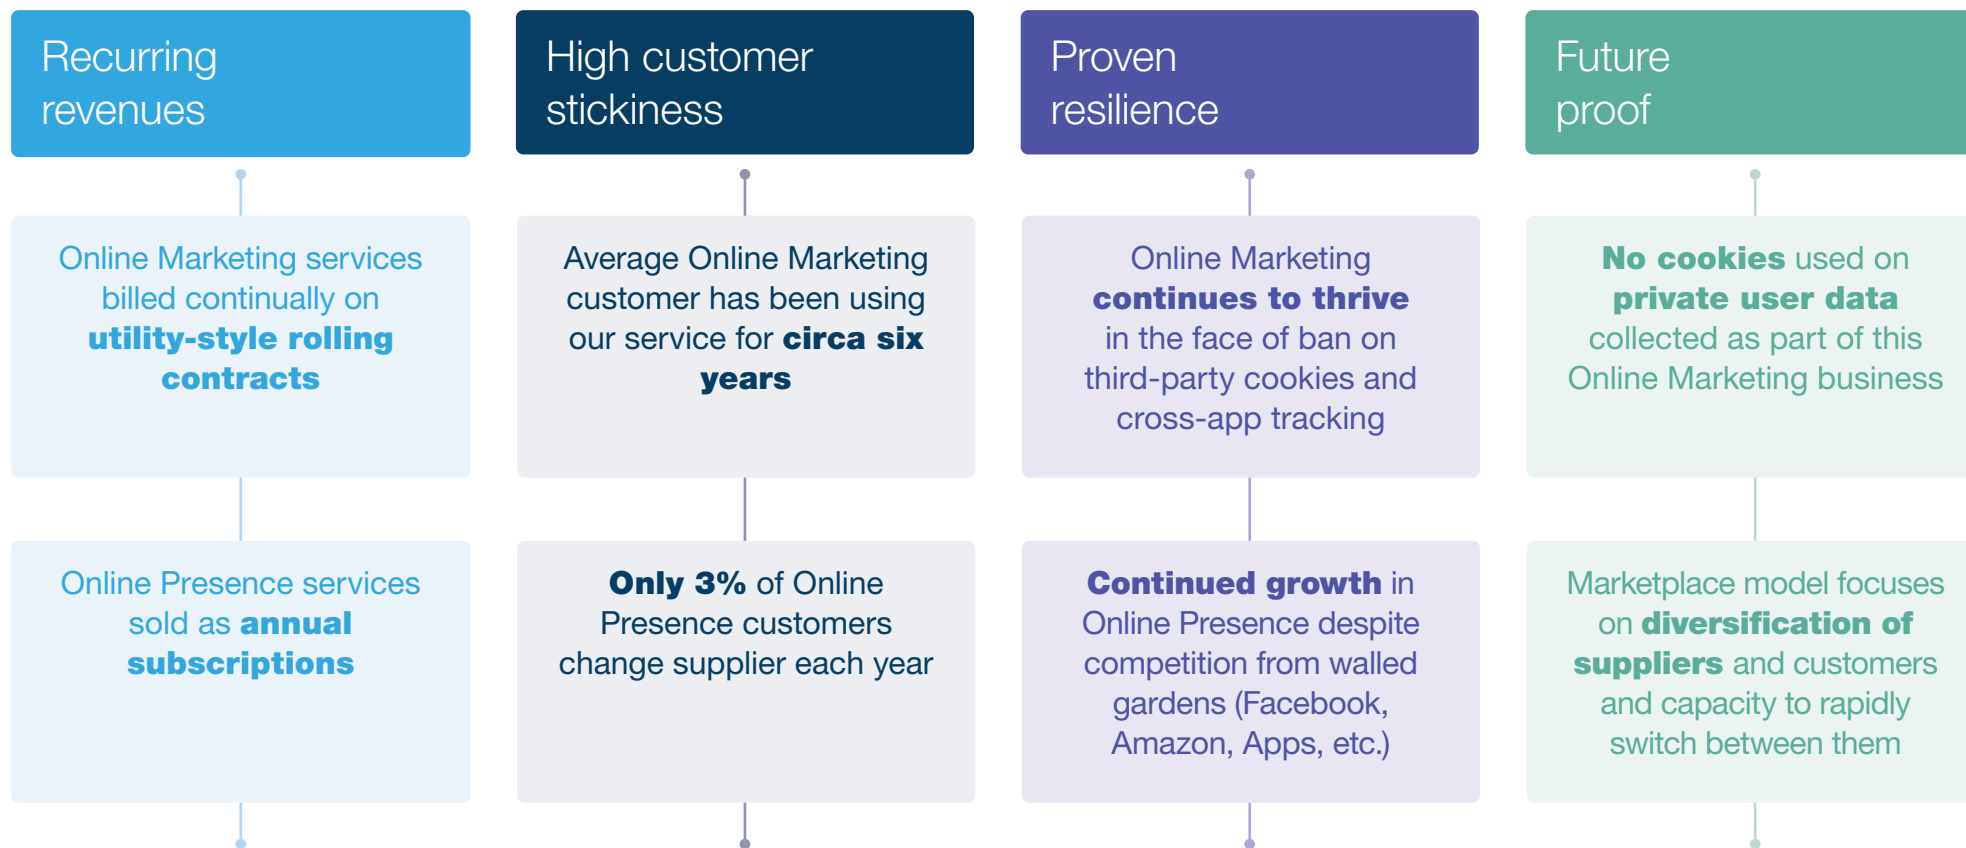 Recurring
revenues
Online Marketing services
billed continually on
utility-style rolling
contracts
Online Presence services
sold as annual
subscriptions
High customer
stickiness
Average Online Marketing
customer has been using
our service for circa six
years
Only 3% of Online
Presence customers
change supplier each year
Proven
resilience
Online Marketing
continues to thrive
in the face of ban on
third-party cookies and
cross-app tracking
Continued growth in
Online Presence despite
competition from walled
gardens (Facebook,
Amazon, Apps, etc.)
Future
proof
No cookies used on
private user data
collected as part of this
Online Marketing business
Marketplace model focuses
on diversification of
suppliers and customers
and capacity to rapidly
switch between them